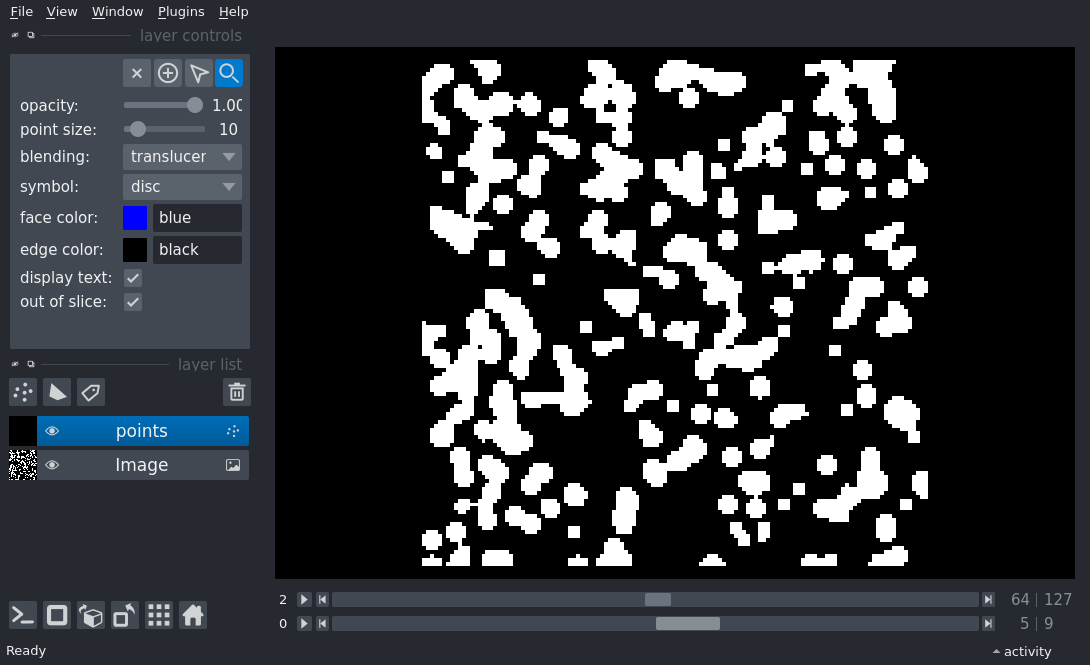 File View Window Plugins Help
layer controls
opacity: 1.00
point size: 10
blending: translucer
symbol: disc
face color: blue
edge color: black
display text:
out of slice:
layer list
points
Image
2 64 | 127
0 5 | 9
Ready activity